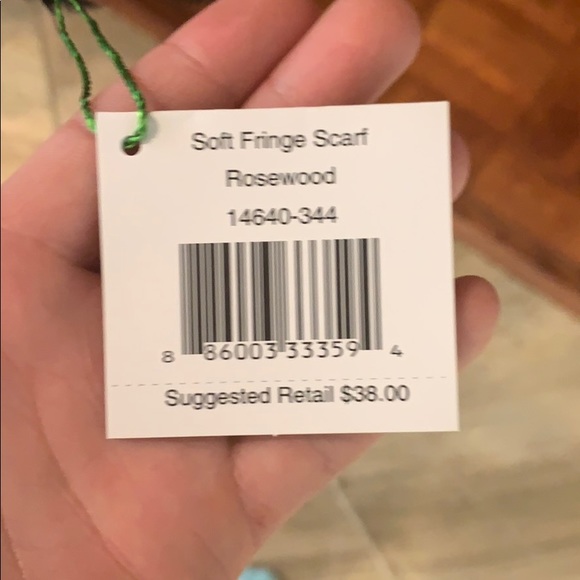 Soft Fringe Scarf
Rosewood
14640-344
8 86003 33359 4
Suggested Retail $38.00